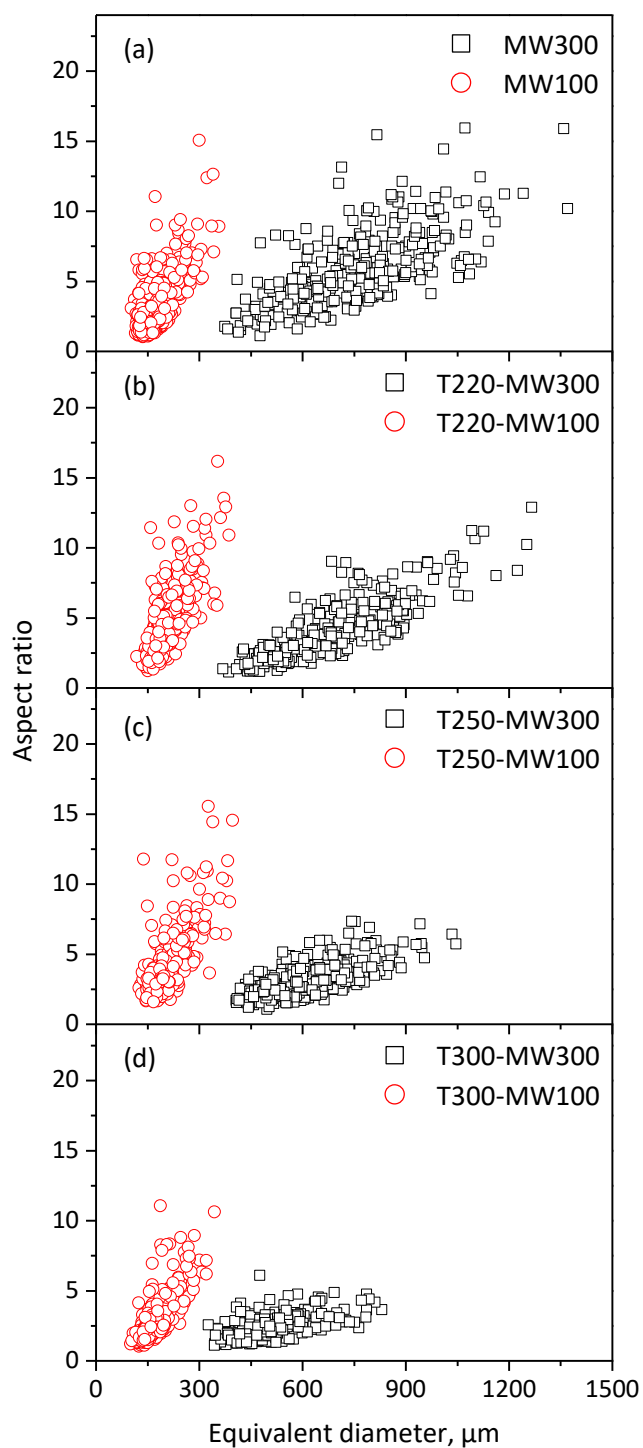 (a)
MW300
MW100
20
15
10
5
0
(b)
T220-MW300
T220-MW100
20
15
10
5
0
Aspect ratio
(c)
T250-MW300
T250-MW100
20
15
10
5
0
(d)
T300-MW300
T300-MW100
20
15
10
5
0
0 300 600 900 1200 1500
Equivalent diameter, µm